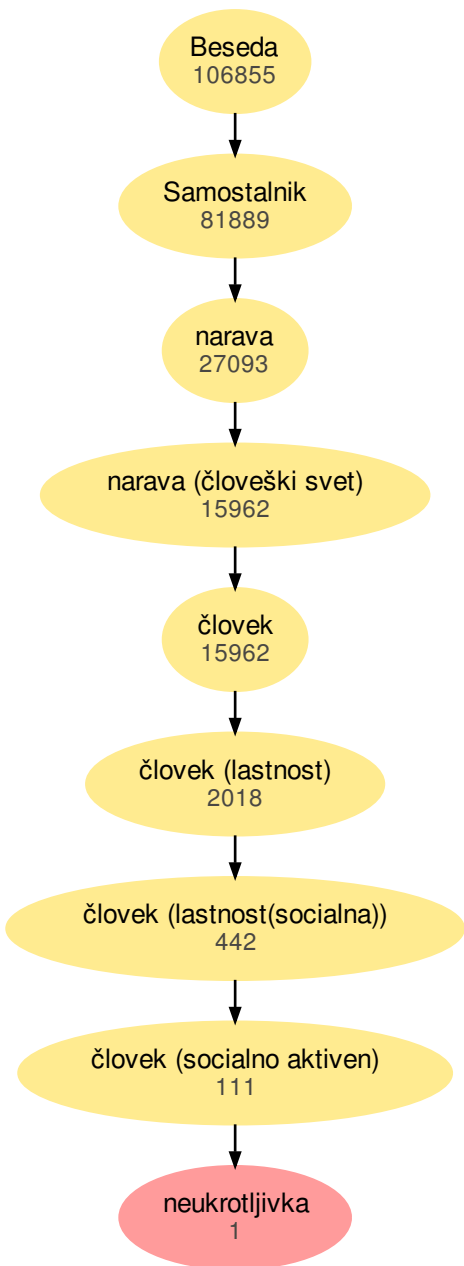 Beseda
106855
Samostalnik
81889
narava
27093
narava (človeški svet)
15962
človek
15962
človek (lastnost)
2018
človek (lastnost(socialna))
442
človek (socialno aktiven)
111
neukrotljivka
1